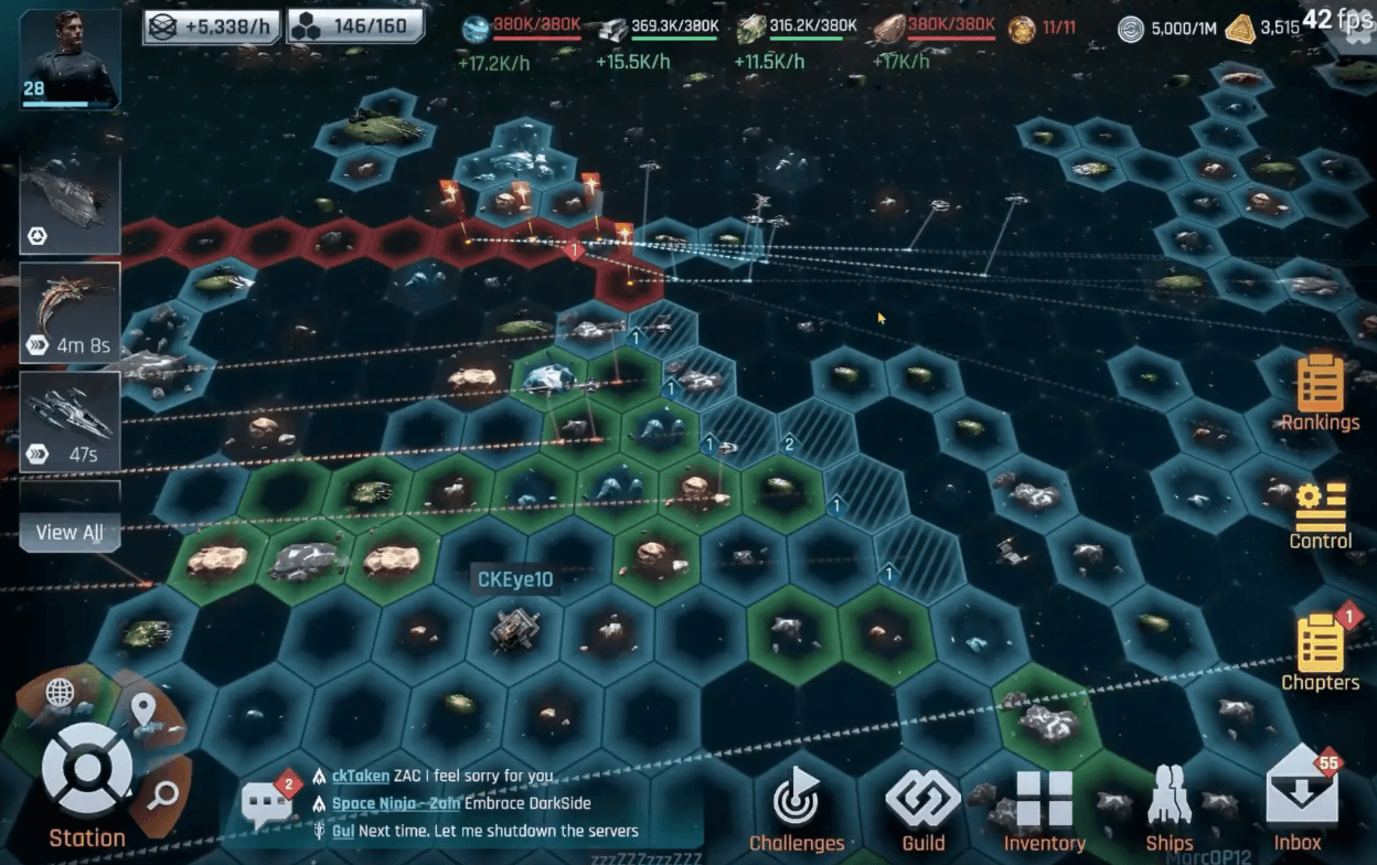 28
+5,338/h
146/160
380K/380K
+17.2K/h
369.3K/380K
+15.5K/h
316.2K/380K
+11.5K/h
380K/380K
+17K/h
11/11
5,000/1M
3,515
42 fps
1
4m 8s
1
1
1
2
47s
1
View All
1
CKEye10
Rankings
Control
1
Chapters
2
ckTaken ZAC I feel sorry for you
Space Ninja - Zain Embrace DarkSide
Gul Next time. Let me shutdown the servers
zzzZZZzzzZZZ
Station
Challenges
Guild
Inventory
Ships
55
Inbox
MarcOP12